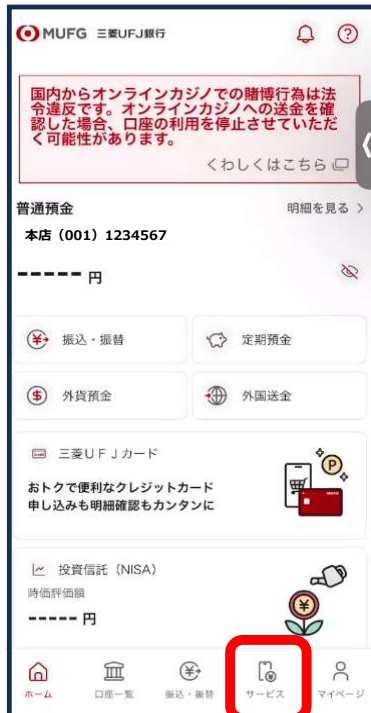 MUFG 三菱UFJ銀行
国内からオンラインカジノでの賭博行為は法
令違反です。オンラインカジノへの送金を確
認した場合、口座の利用を停止させていただ
く可能性があります。
くわしくはこちら
普通預金 明細を見る
本店（001）1234567
----- 円
振込・振替 定期預金
外貨預金 外国送金
三菱ＵＦＪカード
おトクで便利なクレジットカード
申し込みも明細確認もカンタンに
P
MUFG
投資信託（NISA）
時価評価額
----- 円
ホーム 口座一覧 振込・振替 サービス マイページ